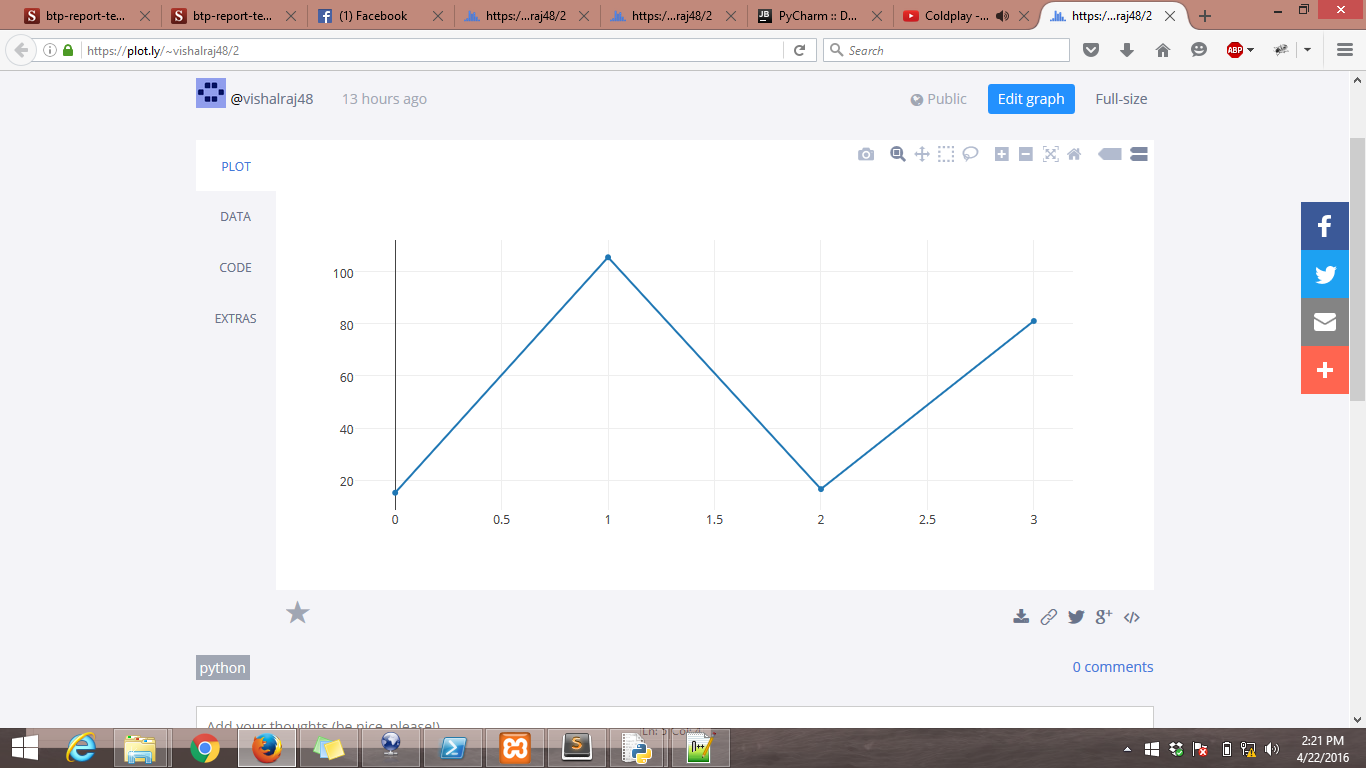 btp-report-te...
btp-report-te...
(1) Facebook
https:/...raj48/2
https:/...raj48/2
PyCharm :: D...
Coldplay -...
https:/...raj48/2
https://plot.ly/~vishalraj48/2
Search
ABP
@vishalraj48
13 hours ago
Public
Edit graph
Full-size
PLOT
DATA
CODE
EXTRAS
100
80
60
40
20
0
0.5
1
1.5
2
2.5
3
python
0 comments
Add your thoughts (be nice, please!)
2:21 PM
4/22/2016